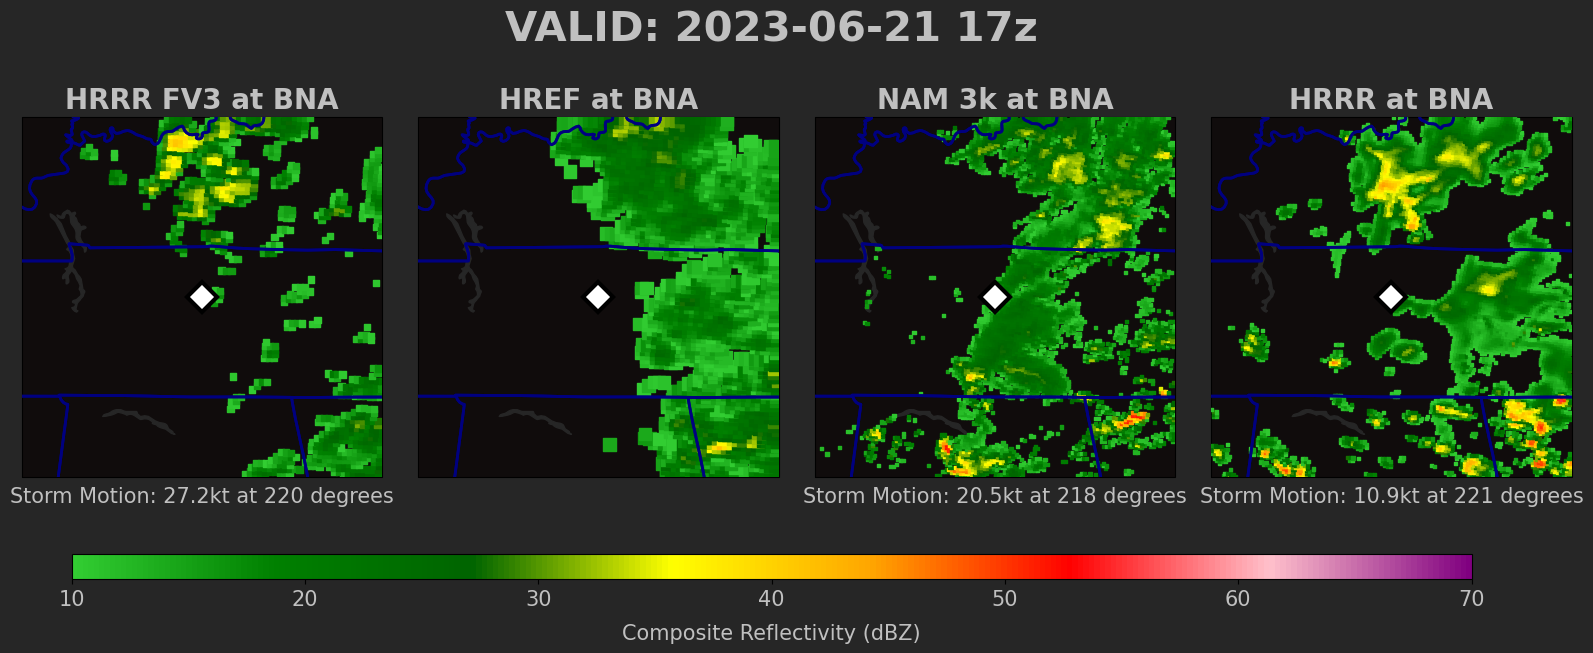 VALID: 2023-06-21 17z
HRRR FV3 at BNA
HREF at BNA
NAM 3k at BNA
HRRR at BNA
Storm Motion: 27.2kt at 220 degrees
Storm Motion: 20.5kt at 218 degrees
Storm Motion: 10.9kt at 221 degrees
10 20 30 40 50 60 70
Composite Reflectivity (dBZ)